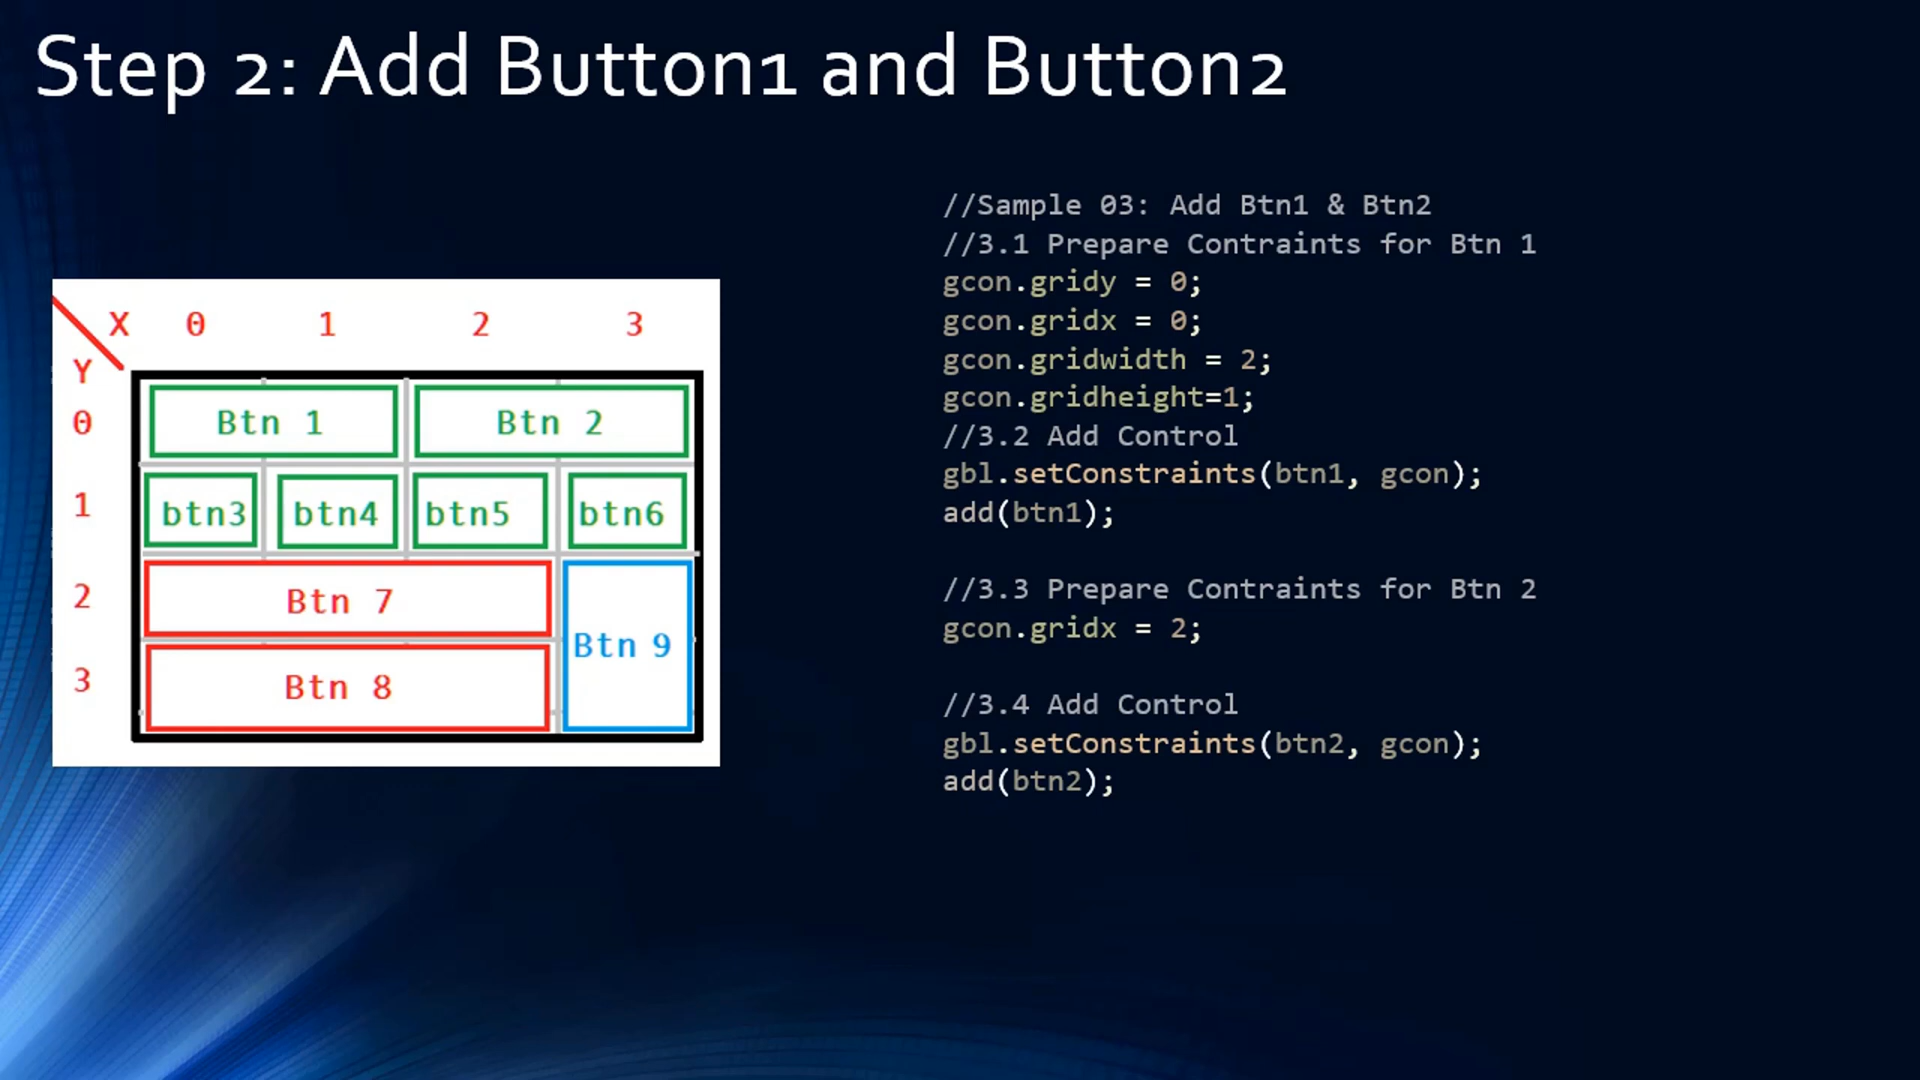 Step 2: Add Button1 and Button2
X 0 1 2 3
Y
0 Btn 1 Btn 2
1 btn3 btn4 btn5 btn6
2 Btn 7
Btn 9
3 Btn 8
//Sample 03: Add Btn1 & Btn2
//3.1 Prepare Contraints for Btn 1
gcon.gridy = 0;
gcon.gridx = 0;
gcon.gridwidth = 2;
gcon.gridheight=1;
//3.2 Add Control
gbl.setConstraints(btn1, gcon);
add(btn1);
//3.3 Prepare Contraints for Btn 2
gcon.gridx = 2;
//3.4 Add Control
gbl.setConstraints(btn2, gcon);
add(btn2);